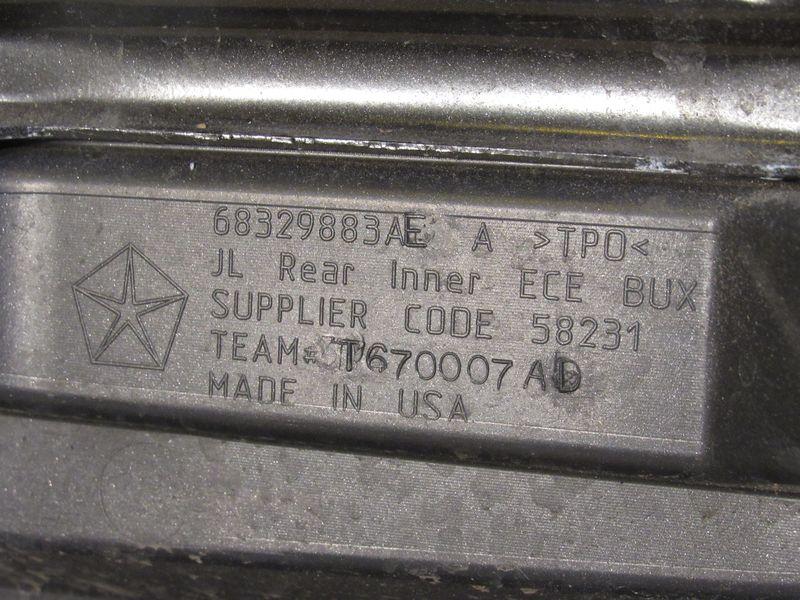 68329883AE A >TPO<
JL Rear Inner ECE BUX
SUPPLIER CODE 58231
TEAM# T670007AD
MADE IN USA